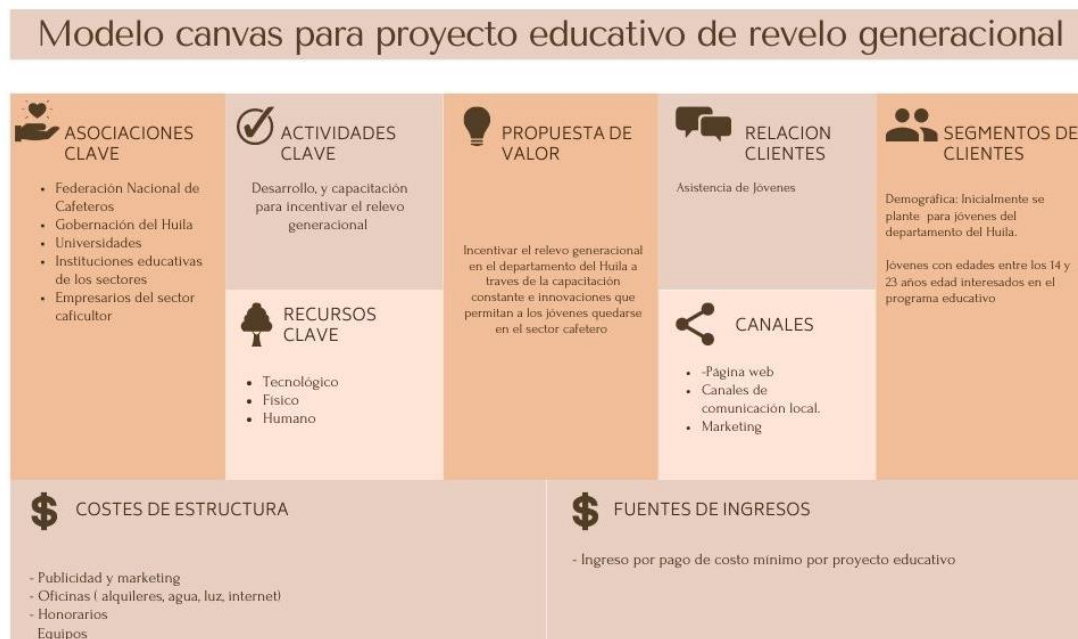 Modelo canvas para proyecto educativo de revelo generacional
ASOCIACIONES
CLAVE
• Federación Nacional de
Cafeteros
• Gobernación del Huila
• Universidades
• Instituciones educativas
de los sectores
• Empresarios del sector
caficultor
ACTIVIDADES
CLAVE
Desarrollo, y capacitación
para incentivar el relevo
generacional
RECURSOS
CLAVE
• Tecnológico
• Físico
• Humano
PROPUESTA DE
VALOR
Incentivar el relevo generacional
en el departamento del Huila a
traves de la capacitación
constante e innovaciones que
permitan a los jóvenes quedarse
en el sector cafetero
RELACION
CLIENTES
Asistencia de Jóvenes
CANALES
• -Página web
• Canales de
comunicación local.
• Marketing
SEGMENTOS DE
CLIENTES
Demográfica: Inicialmente se
plante para jóvenes del
departamento del Huila.
Jóvenes con edades entre los 14 y
23 años edad interesados en el
programa educativo
$ COSTES DE ESTRUCTURA
- Publicidad y marketing
- Oficinas ( alquileres, agua, luz, internet)
- Honorarios
Equipos
$ FUENTES DE INGRESOS
- Ingreso por pago de costo mínimo por proyecto educativo